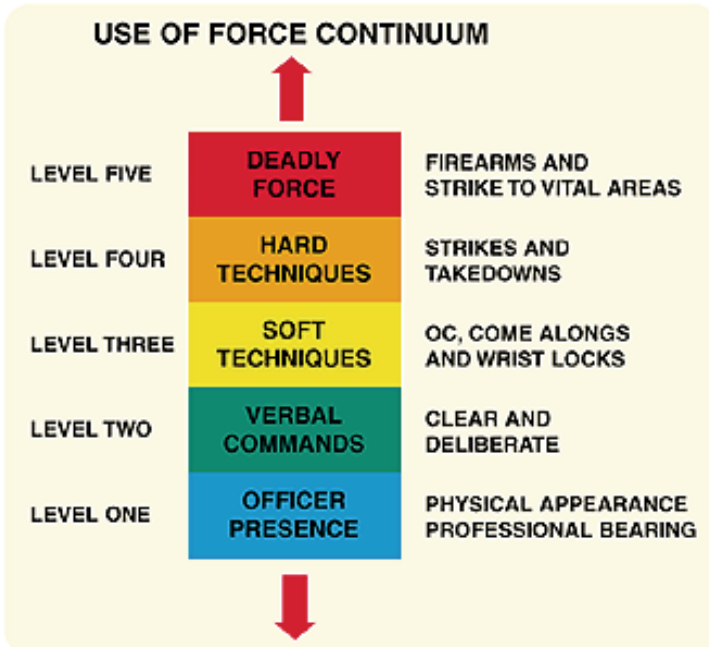 USE OF FORCE CONTINUUM
LEVEL FIVE
DEADLY
FORCE
FIREARMS AND
STRIKE TO VITAL AREAS
LEVEL FOUR
HARD
TECHNIQUES
STRIKES AND
TAKEDOWNS
LEVEL THREE
SOFT
TECHNIQUES
OC, COME ALONGS
AND WRIST LOCKS
LEVEL TWO
VERBAL
COMMANDS
CLEAR AND
DELIBERATE
LEVEL ONE
OFFICER
PRESENCE
PHYSICAL APPEARANCE
PROFESSIONAL BEARING